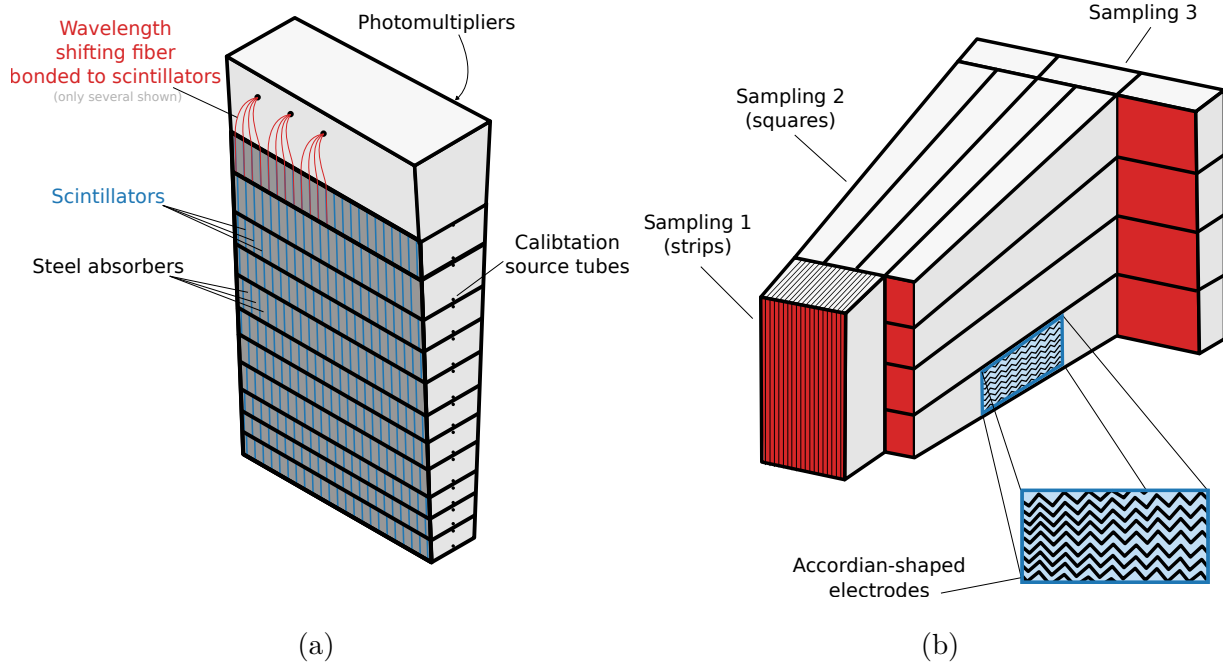 Wavelength
shifting fiber
bonded to scintillators
(only several shown)
Photomultipliers
Scintillators
Steel absorbers
Calibtation
source tubes
(a)
Sampling 3
Sampling 2
(squares)
Sampling 1
(strips)
Accordian-shaped
electrodes
(b)